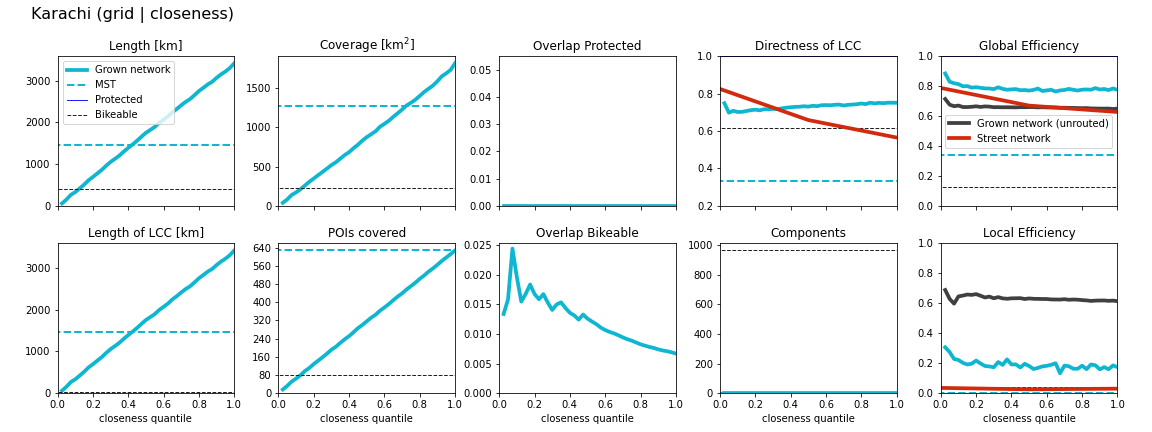 Karachi (grid | closeness)
Length [km]
Coverage [km²]
Overlap Protected
Directness of LCC
Global Efficiency
3000
2000
1000
0
Grown network
MST
Protected
Bikeable
1500
1000
500
0
0.05
0.04
0.03
0.02
0.01
0.00
1.0
0.8
0.6
0.4
0.2
1.0
0.8
0.6
0.4
0.2
0.0
Grown network (unrouted)
Street network
Length of LCC [km]
POIs covered
Overlap Bikeable
Components
Local Efficiency
3000
2000
1000
0
0.0 0.2 0.4 0.6 0.8 1.0
closeness quantile
640
560
480
400
320
240
160
80
0
0.0 0.2 0.4 0.6 0.8 1.0
closeness quantile
0.025
0.020
0.015
0.010
0.005
0.000
0.0 0.2 0.4 0.6 0.8 1.0
closeness quantile
1000
800
600
400
200
0
0.0 0.2 0.4 0.6 0.8 1.0
closeness quantile
1.0
0.8
0.6
0.4
0.2
0.0
0.0 0.2 0.4 0.6 0.8 1.0
closeness quantile